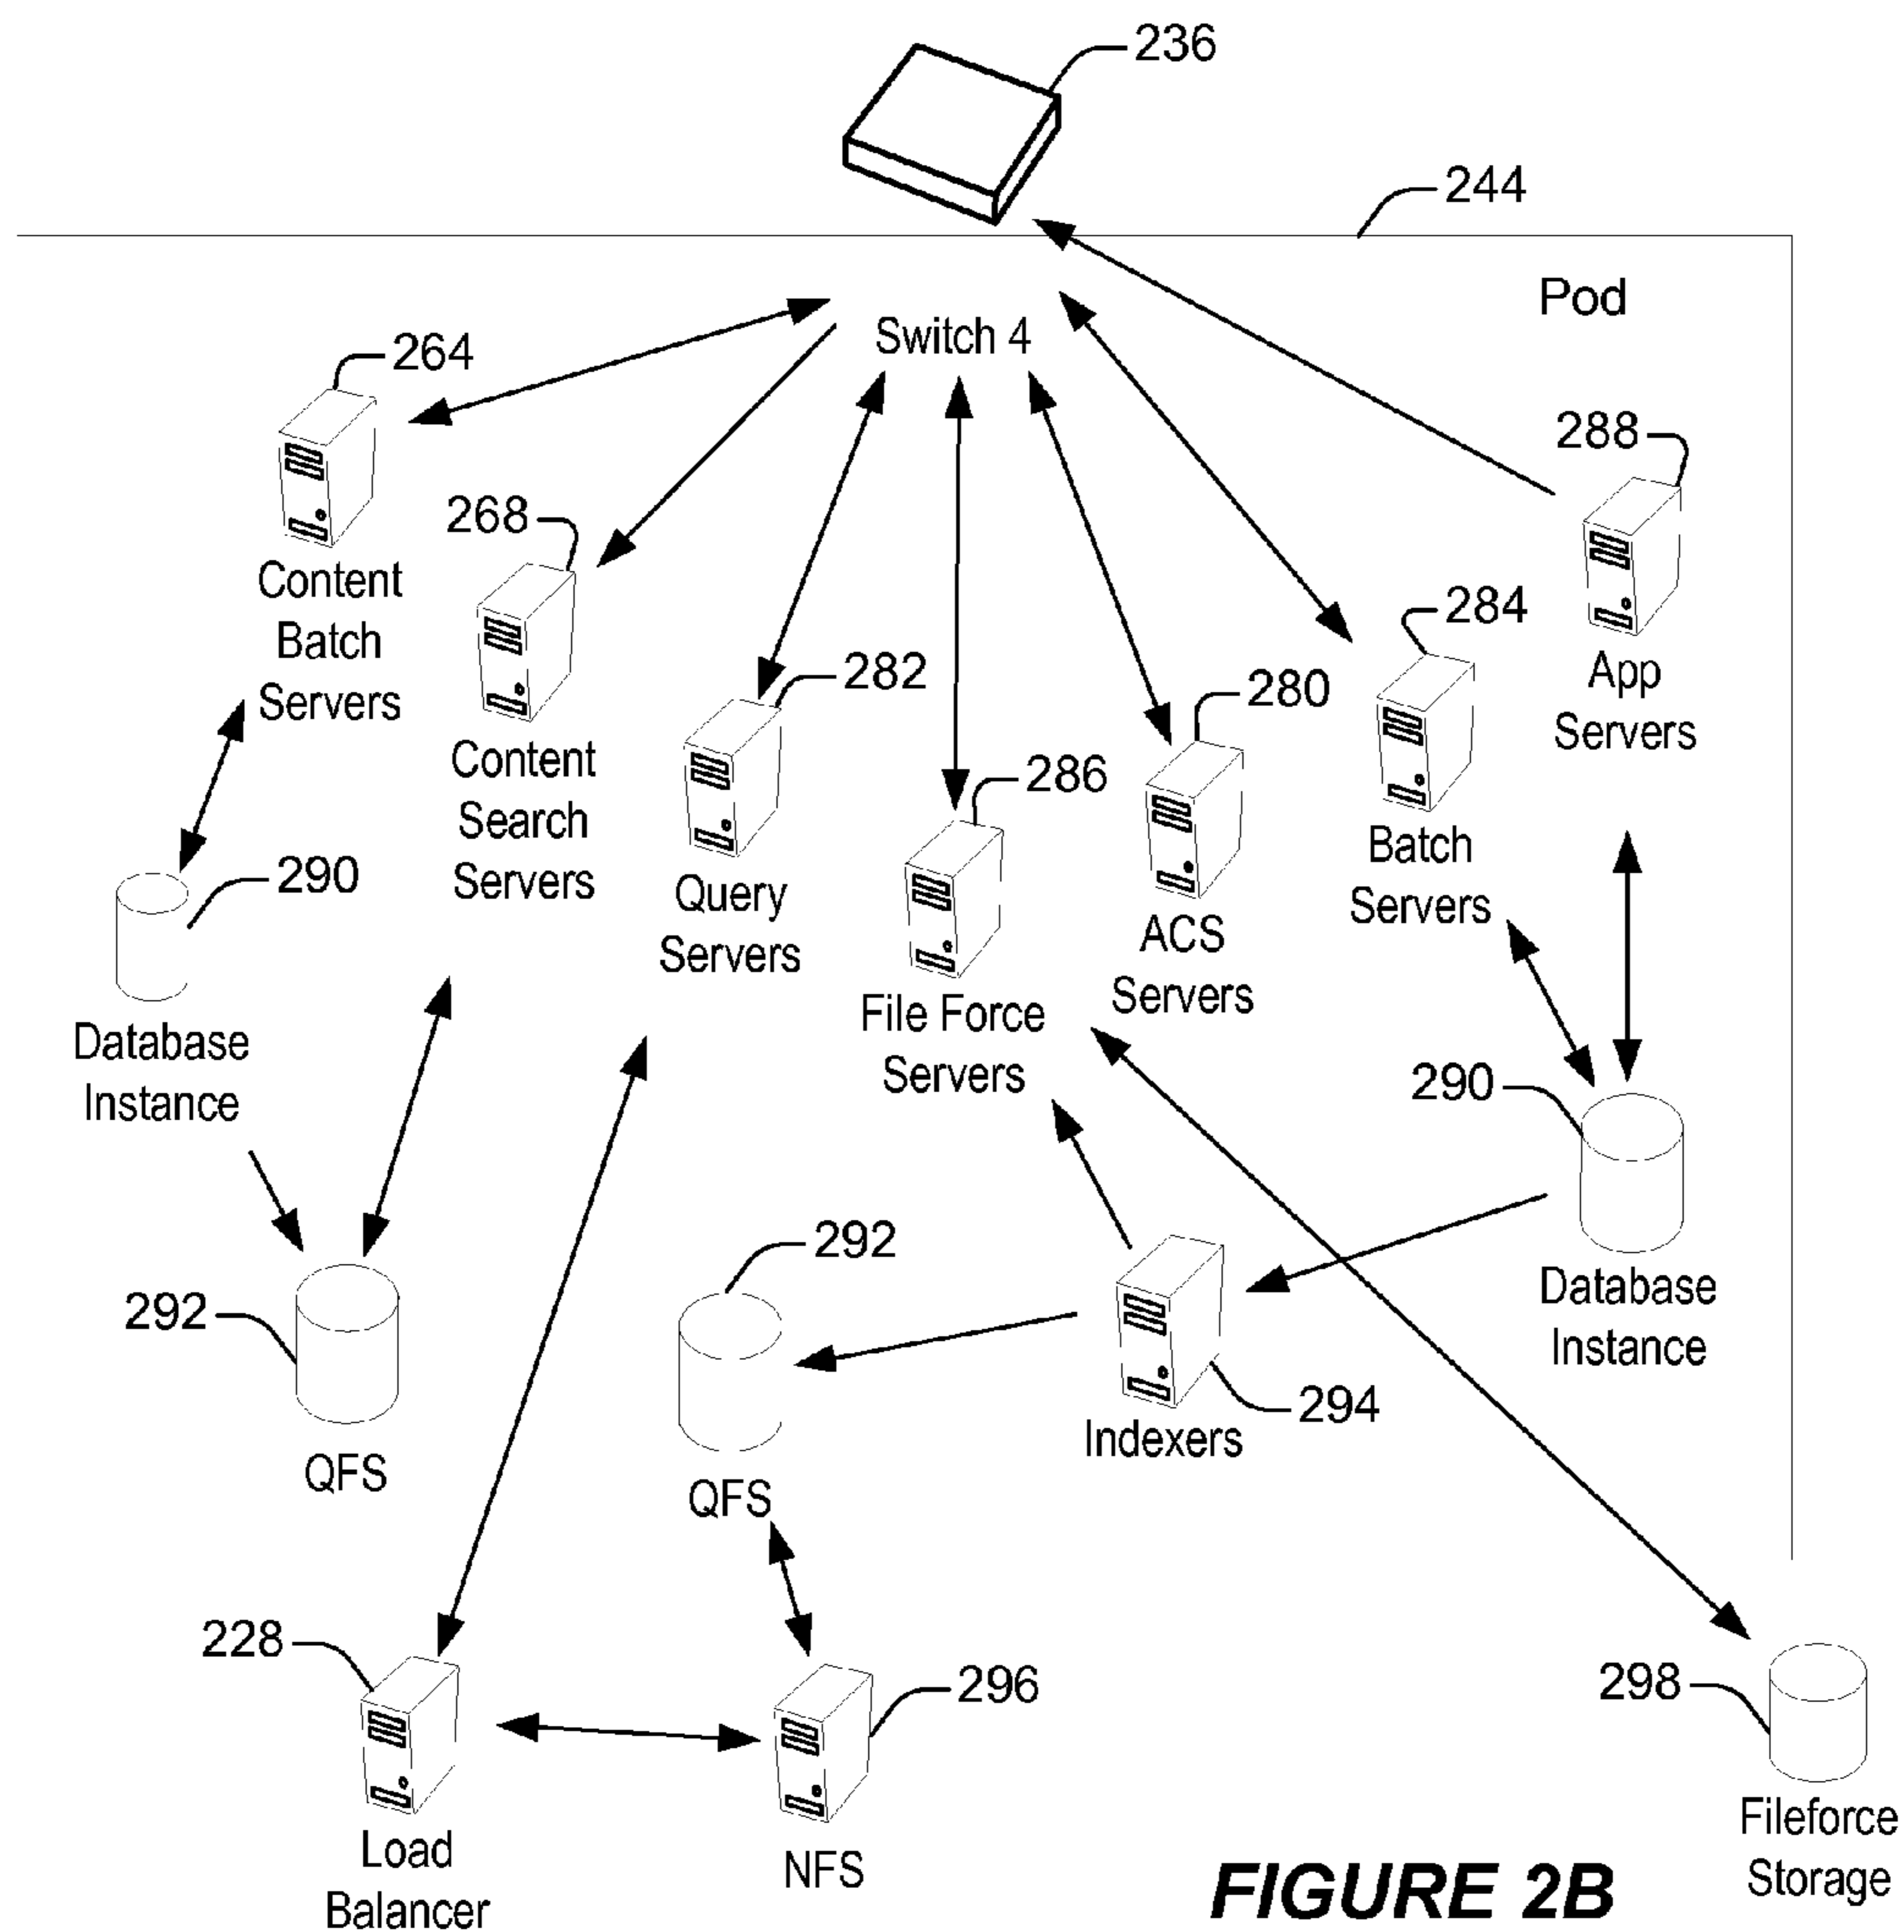 236
244
Pod
Switch 4
264
288
Content
Batch
Servers
268
284
App
Servers
282
280
Content
Search
Servers
286
Batch
Servers
290
Query
Servers
ACS
Servers
File Force
Servers
Database
Instance
290
292
Database
Instance
292
294
Indexers
QFS
QFS
228
296
298
Load
Balancer
NFS
Fileforce
Storage
FIGURE 2B